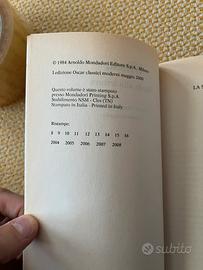 © 1984 Arnoldo Mondadori Editore S.p.A., Milano
I edizione Oscar classici moderni maggio 2000
Questo volume è stato stampato
presso Mondadori Printing S.p.A.
Stabilimento NSM - Cles (TN)
Stampato in Italia - Printed in Italy
Ristampe:
8 9 10 11 12 13 14 15 16
2004 2005 2006 2007 2008
LA
subito